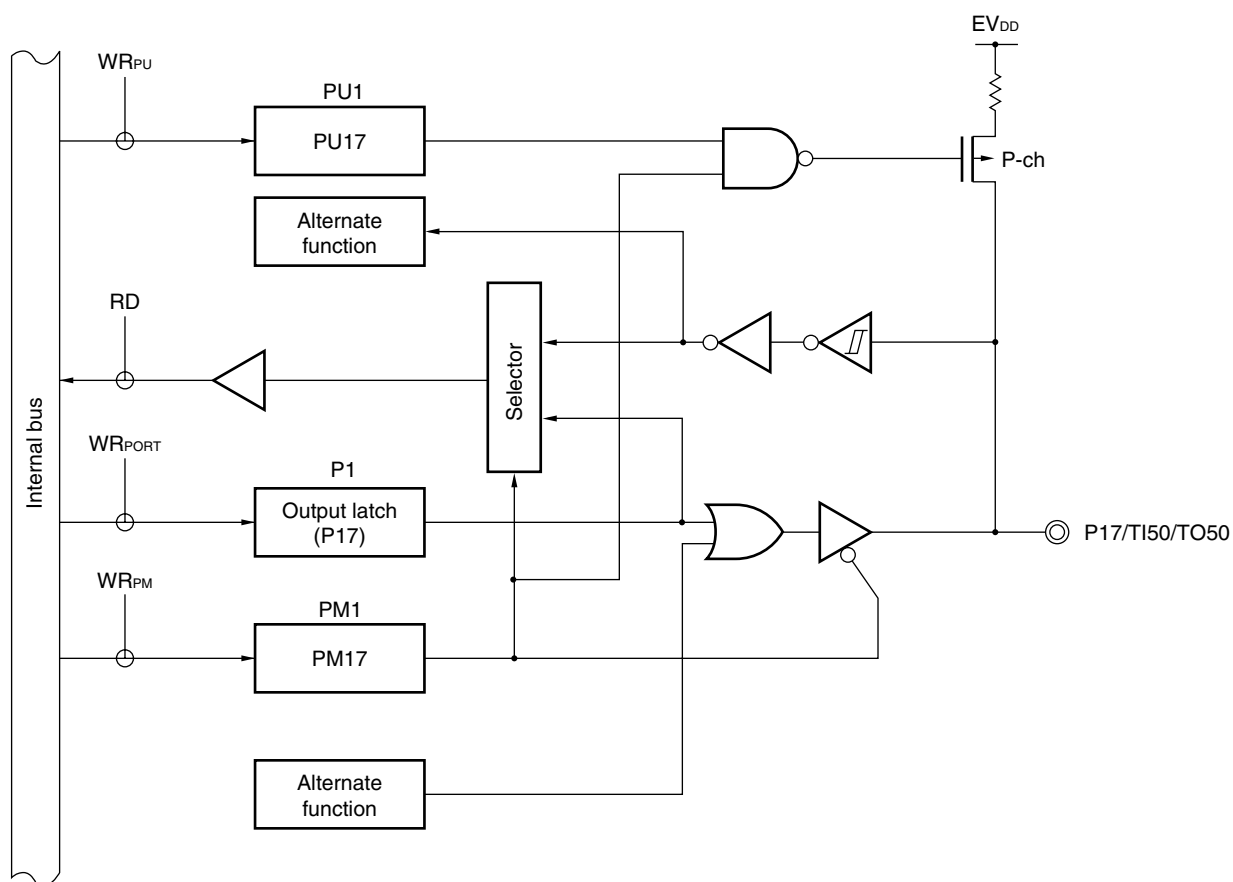 EVDD
WRPU
PU1
PU17
P-ch
Alternate
function
RD
Selector
Internal bus
WRPORT
P1
Output latch
(P17)
P17/TI50/TO50
WRPM
PM1
PM17
Alternate
function